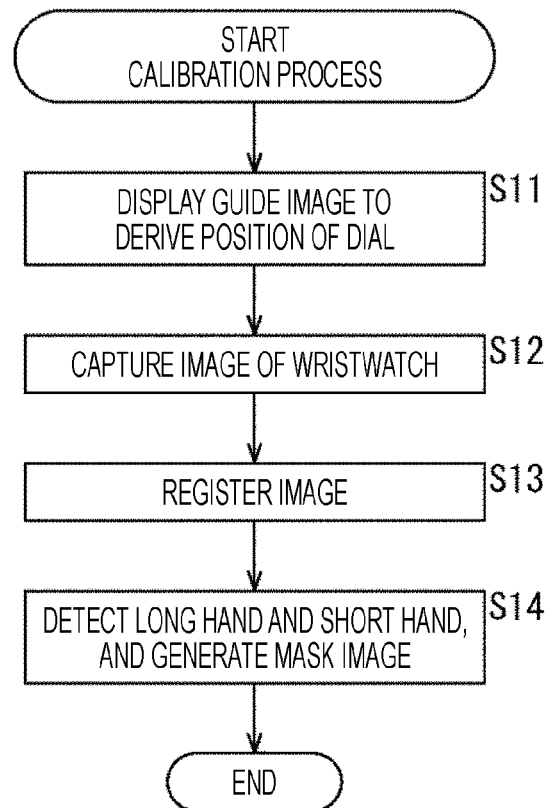 START
CALIBRATION PROCESS
S11
DISPLAY GUIDE IMAGE TO
DERIVE POSITION OF DIAL
S12
CAPTURE IMAGE OF WRISTWATCH
S13
REGISTER IMAGE
S14
DETECT LONG HAND AND SHORT HAND,
AND GENERATE MASK IMAGE
END